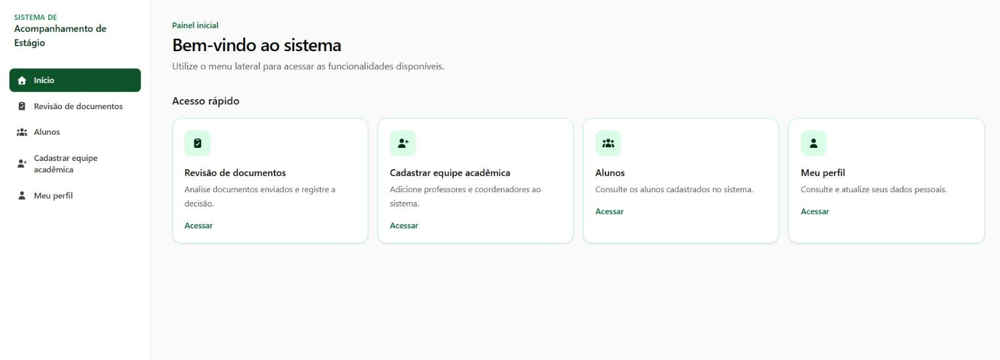 SISTEMA DE
Acompanhamento de
Estágio
Início
Revisão de documentos
Alunos
Cadastrar equipe
acadêmica
Meu perfil
Painel inicial
Bem-vindo ao sistema
Utilize o menu lateral para acessar as funcionalidades disponíveis.
Acesso rápido
Revisão de documentos
Analise documentos enviados e registre a
decisão.
Acessar
Cadastrar equipe acadêmica
Adicione professores e coordenadores ao
sistema.
Acessar
Alunos
Consulte os alunos cadastrados no sistema.
Acessar
Meu perfil
Consulte e atualize seus dados pessoais.
Acessar